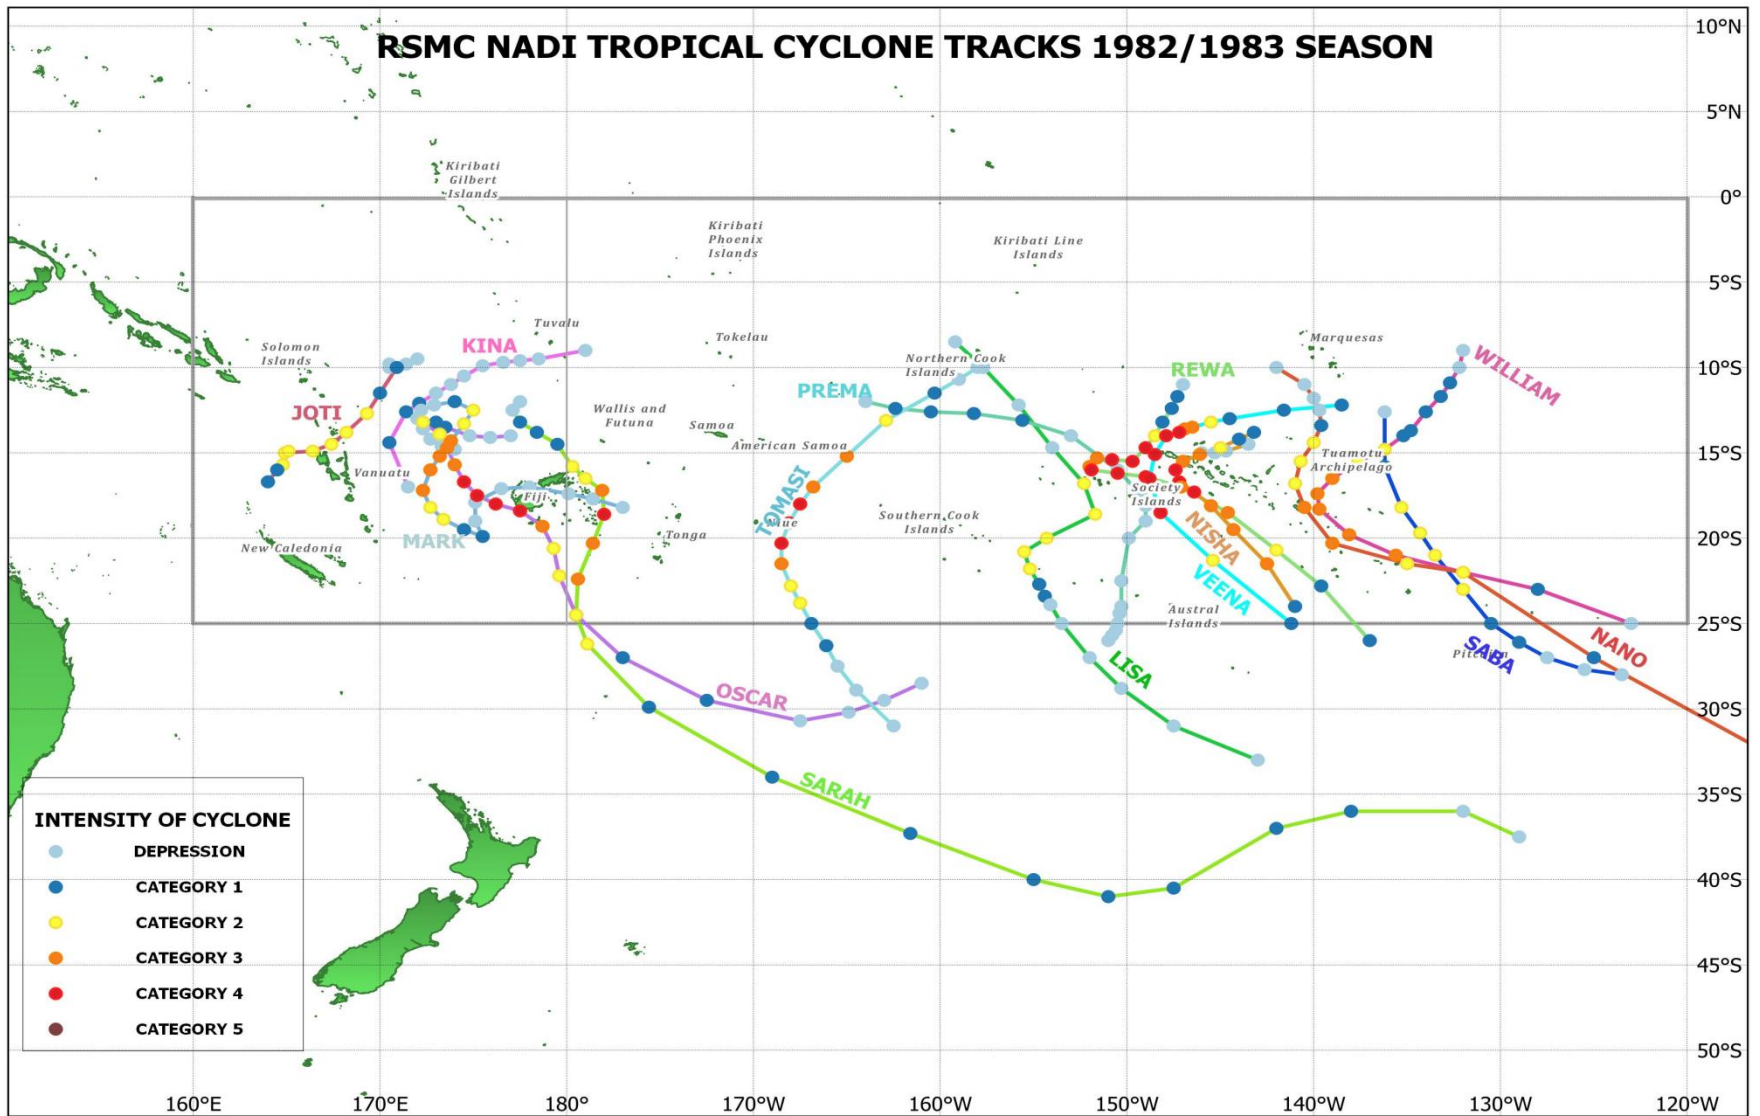 RSMC NADI TROPICAL CYCLONE TRACKS 1982/1983 SEASON
10°N
5°N
Kiribati
Gilbert
Islands
0°
Kiribati
Phoenix
Islands
Kiribati Line
Islands
5°S
Tuvalu
Solomon
Islands
KINA
Tokelau
Marquesas
Northern Cook
Islands
REWA
WILLIAM
10°S
PREMA
JOTI
Wallis and
Futuna
Samoa
American Samoa
Tuamotu
Archipelago
15°S
Vanuatu
Fiji
TOMASI
Niue
Society
Islands
Southern Cook
Islands
NISHA
MARK
New Caledonia
Tonga
20°S
VEENA
Austral
Islands
25°S
NANO
SABA
LISA
OSCAR
30°S
SARAH
35°S
INTENSITY OF CYCLONE
DEPRESSION
CATEGORY 1
CATEGORY 2
CATEGORY 3
CATEGORY 4
CATEGORY 5
40°S
45°S
50°S
160°E
170°E
180°
170°W
160°W
150°W
140°W
130°W
120°W